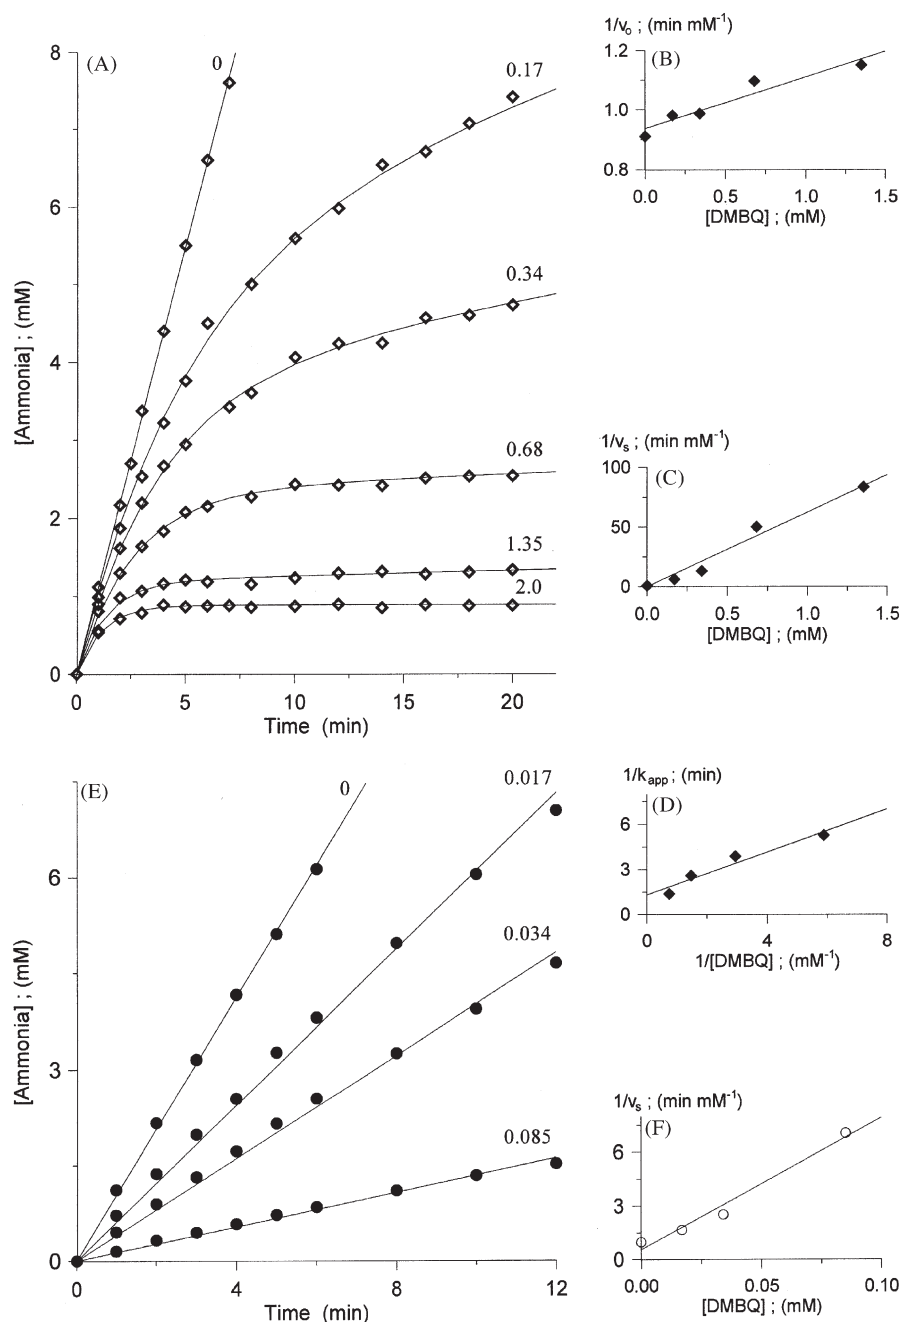 (A)
0
0.17
0.34
0.68
1.35
2.0
8
6
4
2
0
[Ammonia] ; (mM)
0 5 10 15 20
Time (min)
1/vo ; (min mM-1)
(B)
1.2
1.0
0.8
0.0 0.5 1.0 1.5
[DMBQ] ; (mM)
1/vs ; (min mM-1)
(C)
100
50
0
0.0 0.5 1.0 1.5
[DMBQ] ; (mM)
1/kapp ; (min)
(D)
6
3
0
0 4 8
1/[DMBQ] ; (mM-1)
(E)
0
0.017
0.034
0.085
6
3
0
[Ammonia] ; (mM)
0 4 8 12
Time (min)
1/vs ; (min mM-1)
(F)
6
3
0
0.00 0.05 0.10
[DMBQ] ; (mM)